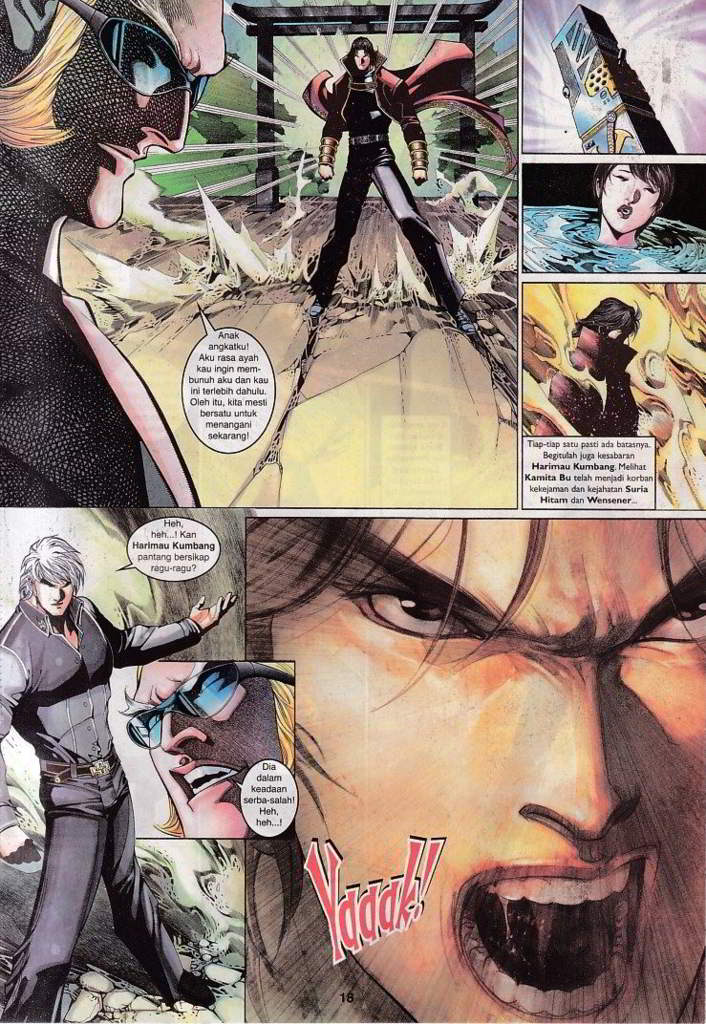 Anak
angkatku!
Aku rasa ayah
kau ingin mem-
bunuh aku dan kau
ini terlebih dahulu.
Oleh itu, kita mesti
bersatu untuk
menangani
sekarang!
Tiap-tiap satu pasti ada batasnya.
Begitulah juga kesabaran
Harimau Kumbang. Melihat
Kamita Bu telah menjadi korban
kekejaman dan kejahatan Suria
Hitam dan Wensener...
Heh,
heh...! Kan
Harimau Kumbang
pantang bersikap
ragu-ragu?
Dia
dalam
keadaan
serba-salah!
Heh,
heh...!
Yaaak!
16